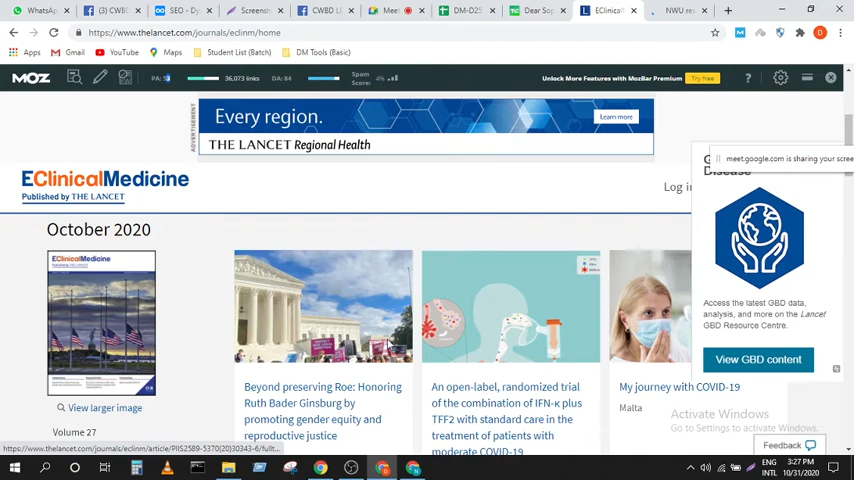 WhatsApp
(3) CWBD
SEO - Dy
Screensh
CWBD LE
Meet
DM-D25
Dear Sop
EClinical
NWU res
https://www.thelancet.com/journals/eclinm/home
Apps Gmail YouTube Maps Student List (Batch) DM Tools (Basic)
MOZ PA: 53 36,073 links DA: 84 Spam Score: 4% Unlock More Features with MozBar Premium Try free
ADVERTISEMENT
Every region.
Learn more
THE LANCET Regional Health
meet.google.com is sharing your scree
Disease
EClinicalMedicine
Published by THE LANCET
Log in
October 2020
EClinicalMedicine
Access the latest GBD data,
analysis, and more on the Lancet
GBD Resource Centre.
View GBD content
View larger image
Volume 27
Beyond preserving Roe: Honoring
Ruth Bader Ginsburg by
promoting gender equity and
reproductive justice
An open-label, randomized trial
of the combination of IFN-κ plus
TFF2 with standard care in the
treatment of patients with
moderate COVID-19
My journey with COVID-19
Malta
Activate Windows
Go to Settings to activate Windows.
Feedback
https://www.thelancet.com/journals/eclinm/article/PIIS2589-5370(20)30343-6/fullt...
ENG
INTL
3:27 PM
10/31/2020